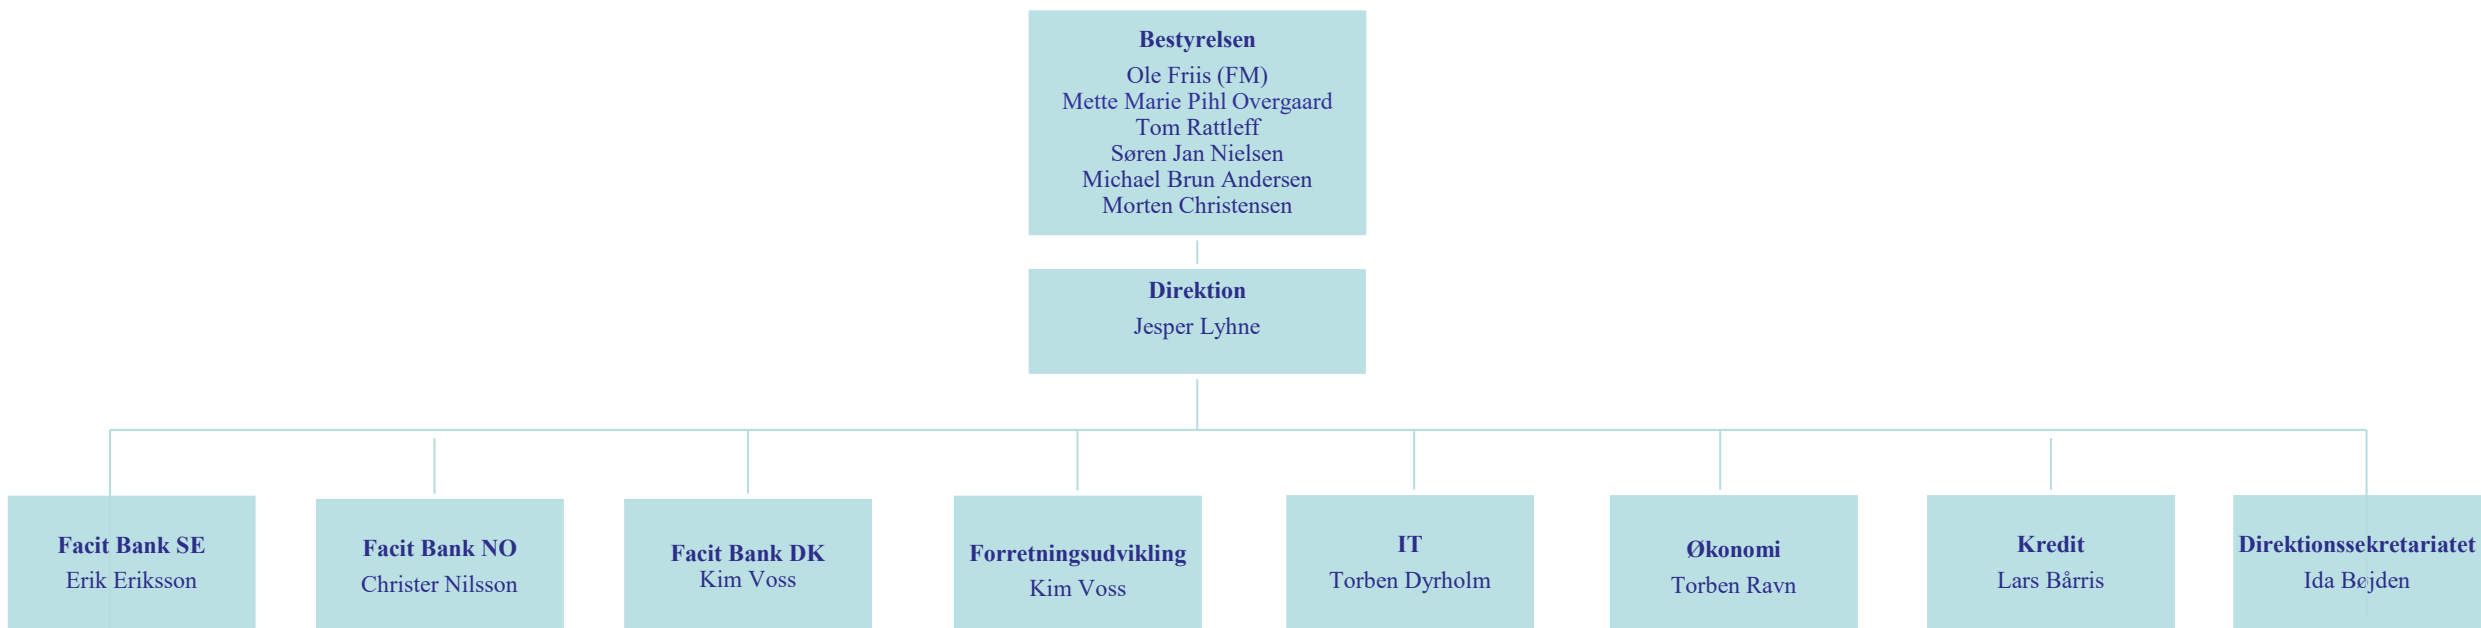 Bestyrelsen
Ole Friis (FM)
Mette Marie Pihl Overgaard
Tom Rattleff
Søren Jan Nielsen
Michael Brun Andersen
Morten Christensen
Direktion
Jesper Lyhne
Facit Bank SE
Erik Eriksson
Facit Bank NO
Christer Nilsson
Facit Bank DK
Kim Voss
Forretningsudvikling
Kim Voss
IT
Torben Dyrholm
Økonomi
Torben Ravn
Kredit
Lars Bårris
Direktionssekretariatet
Ida Bøjden